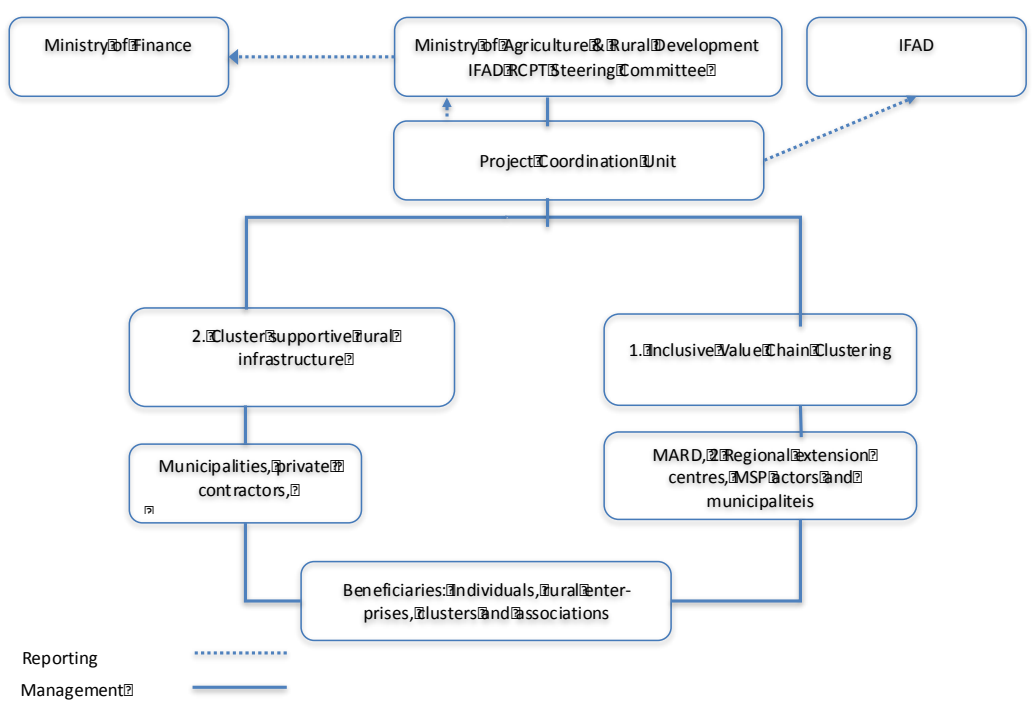 Ministry of Finance
Ministry of Agriculture & Rural Development
IFAD RCPT Steering Committee
IFAD
Project Coordination Unit
2. Cluster supportive rural
infrastructure
1. Inclusive Value Chain Clustering
Municipalities, private
contractors,
MARD, 2 Regional extension
centres, MSP actors and
municipaliteis
Beneficiaries: Individuals, rural enter-
prises, clusters and associations
Reporting
Management